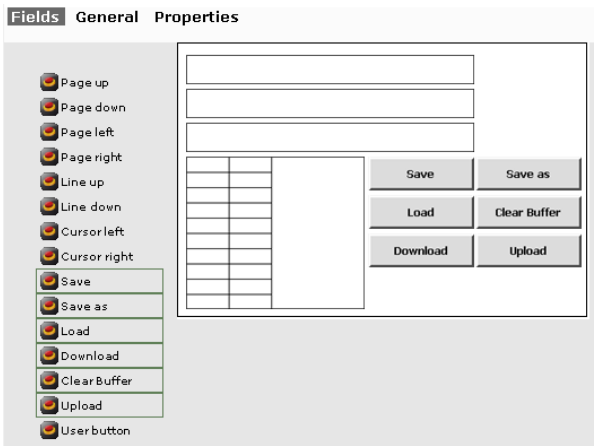 Fields General Properties
Page up
Page down
Page left
Page right
Line up
Line down
Cursor left
Cursor right
Save
Save as
Load
Download
Clear Buffer
Upload
User button
Save Save as
Load Clear Buffer
Download Upload